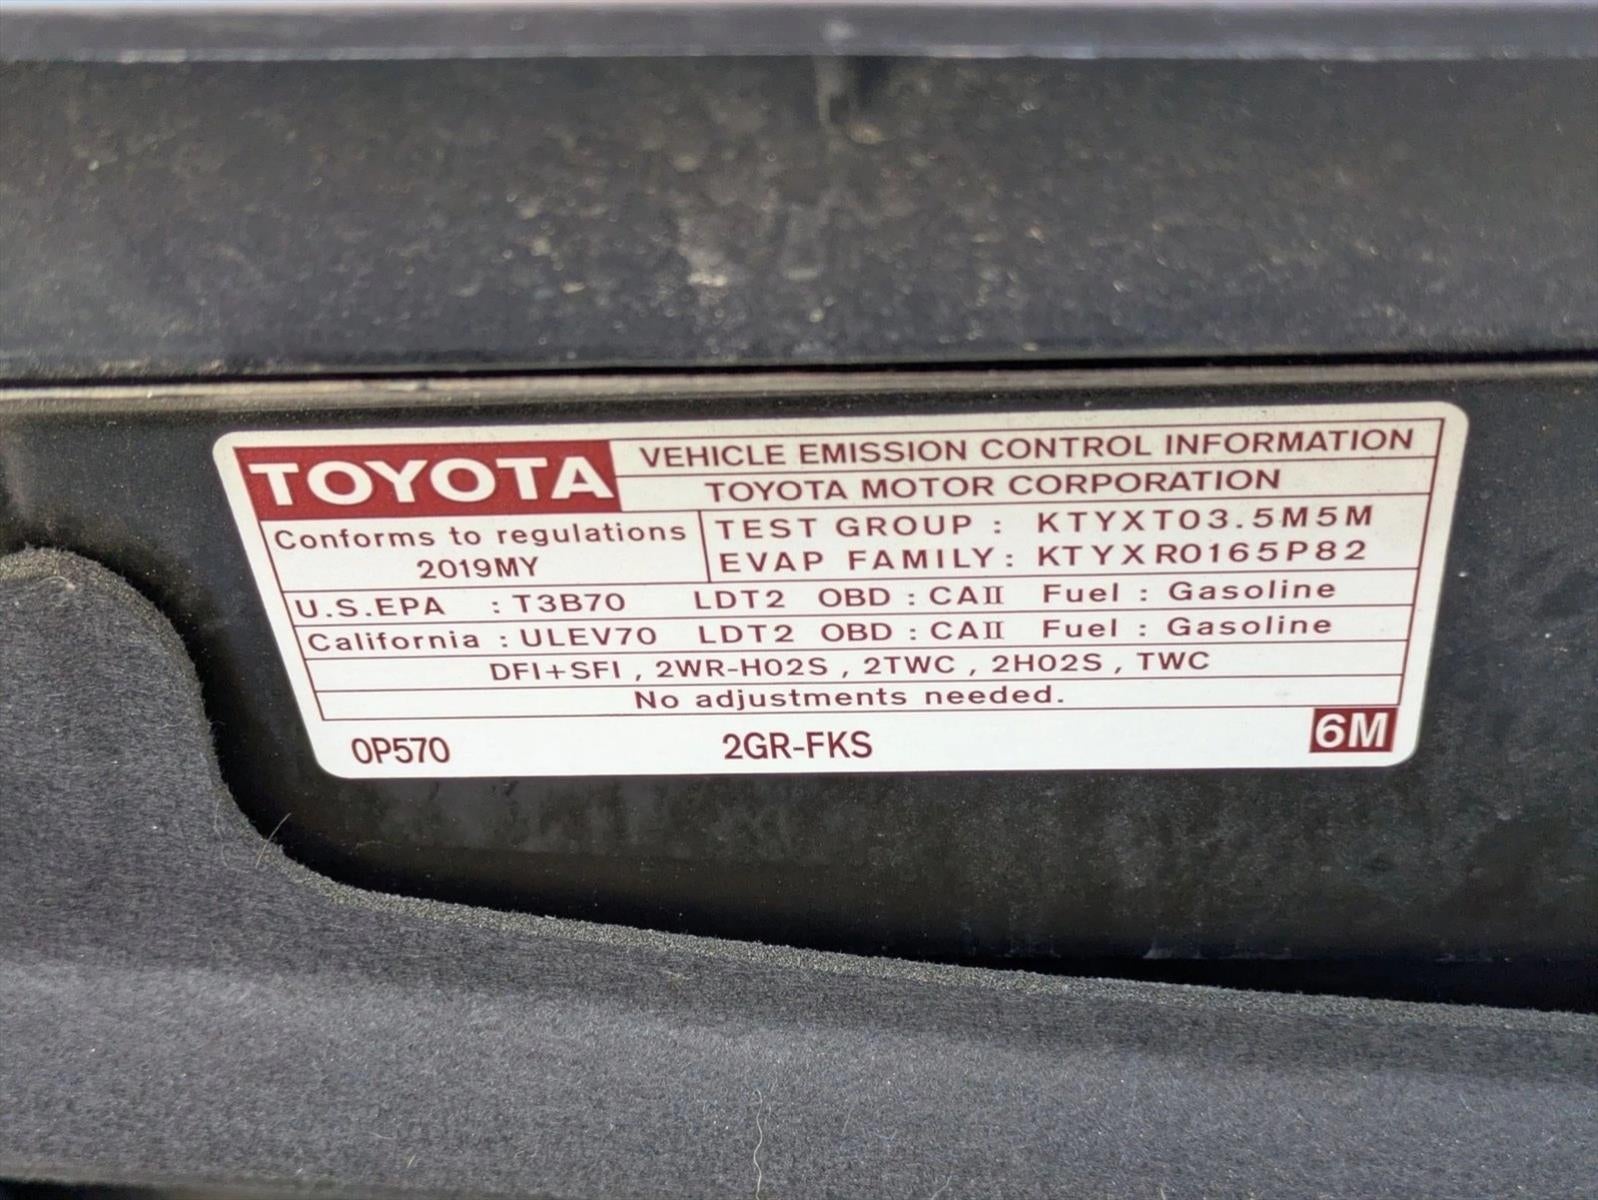 TOYOTA VEHICLE EMISSION CONTROL INFORMATION
TOYOTA MOTOR CORPORATION
Conforms to regulations
2019MY
TEST GROUP : KTYXT03.5M5M
EVAP FAMILY : KTYXR0165P82
U.S.EPA : T3B70 LDT2 OBD : CAII Fuel : Gasoline
California : ULEV70 LDT2 OBD : CAII Fuel : Gasoline
DFI+SFI , 2WR-HO2S , 2TWC , 2HO2S , TWC
No adjustments needed.
0P570 2GR-FKS 6M